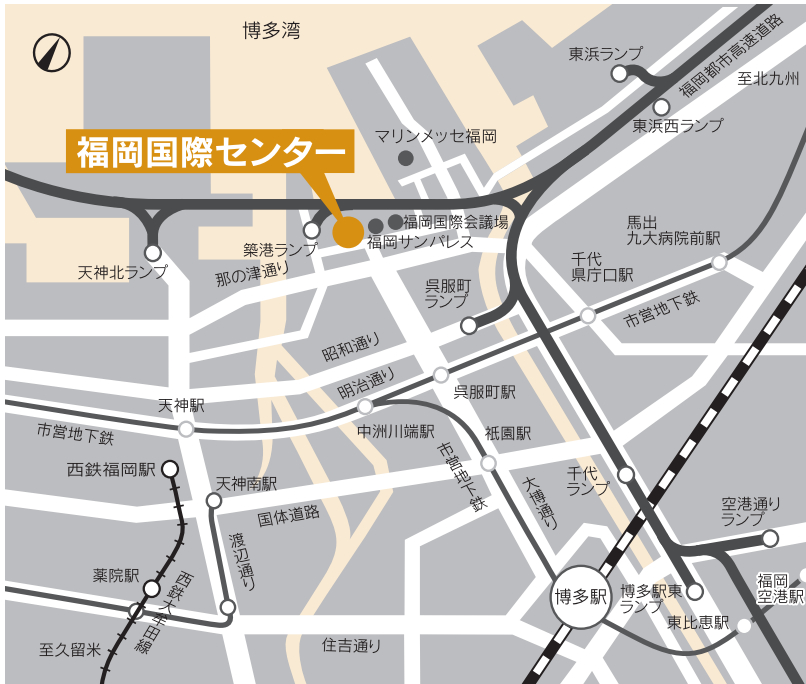 博多湾
東浜ランプ
福岡都市高速道路
至北九州
東浜西ランプ
マリンメッセ福岡
福岡国際センター
福岡国際会議場
福岡サンパレス
築港ランプ
那の津通り
天神北ランプ
馬出
九大病院前駅
千代
県庁口駅
呉服町
ランプ
市営地下鉄
昭和通り
明治通り
呉服町駅
天神駅
中洲川端駅
祇園駅
市営地下鉄
市営地下鉄
西鉄福岡駅
天神南駅
大博通り
千代
ランプ
国体道路
空港通り
ランプ
渡辺通り
薬院駅
西鉄大牟田線
博多駅
博多駅東
ランプ
福岡
空港駅
東比恵駅
至久留米
住吉通り